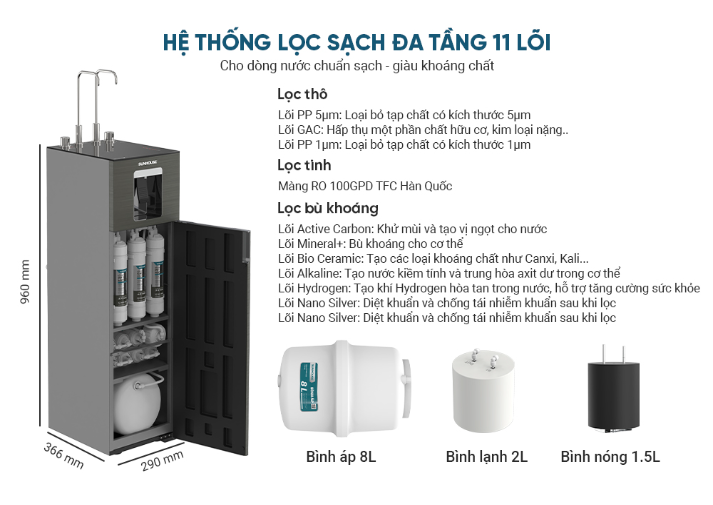 HỆ THỐNG LỌC SẠCH ĐA TẦNG 11 LÕI
Cho dòng nước chuẩn sạch - giàu khoáng chất
Lọc thô
Lõi PP 5µm: Loại bỏ tạp chất có kích thước 5µm
Lõi GAC: Hấp thụ một phần chất hữu cơ, kim loại nặng..
Lõi PP 1µm: Loại bỏ tạp chất có kích thước 1µm
Lọc tinh
Màng RO 100GPD TFC Hàn Quốc
Lọc bù khoáng
Lõi Active Carbon: Khử mùi và tạo vị ngọt cho nước
Lõi Mineral+: Bù khoáng cho cơ thể
Lõi Bio Ceramic: Tạo các loại khoáng chất như Canxi, Kali...
Lõi Alkaline: Tạo nước kiềm tính và trung hòa axit dư trong cơ thể
Lõi Hydrogen: Tạo khí Hydrogen hòa tan trong nước, hỗ trợ tăng cường sức khỏe
Lõi Nano Silver: Diệt khuẩn và chống tái nhiễm khuẩn sau khi lọc
Lõi Nano Silver: Diệt khuẩn và chống tái nhiễm khuẩn sau khi lọc
SUNHOUSE
960 mm
366 mm
290 mm
8L
Bình áp 8L
Bình lạnh 2L
Bình nóng 1.5L